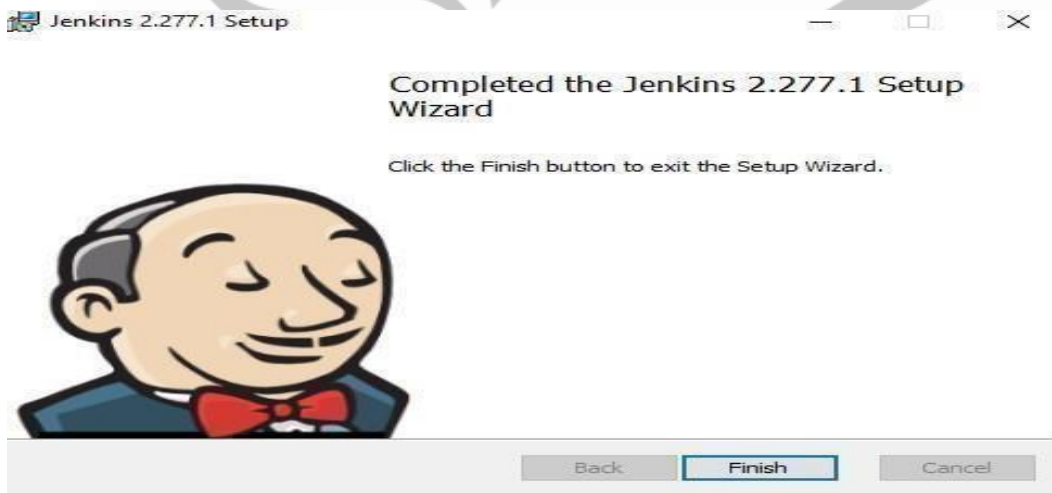 Jenkins 2.277.1 Setup
Completed the Jenkins 2.277.1 Setup
Wizard
Click the Finish button to exit the Setup Wizard.
Back Finish Cancel